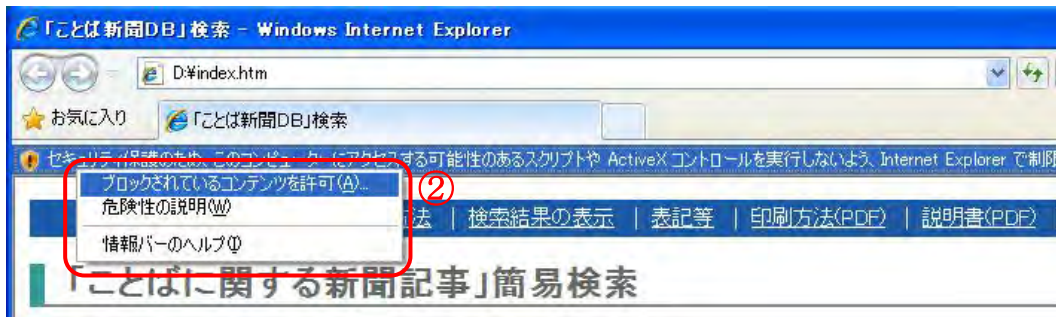 「ことば新聞DB」検索 - Windows Internet Explorer
D:¥index.htm
お気に入り 「ことば新聞DB」検索
セキュリティ保護のため、このコンピューターにアクセスする可能性のあるスクリプトや ActiveX コントロールを実行しないよう、Internet Explorer で制限
ブロックされているコンテンツを許可(A)...
②
危険性の説明(W)
法 | 検索結果の表示 | 表記等 | 印刷方法(PDF) | 説明書(PDF)
情報バーのヘルプ(I)
「ことばに関する新聞記事」簡易検索